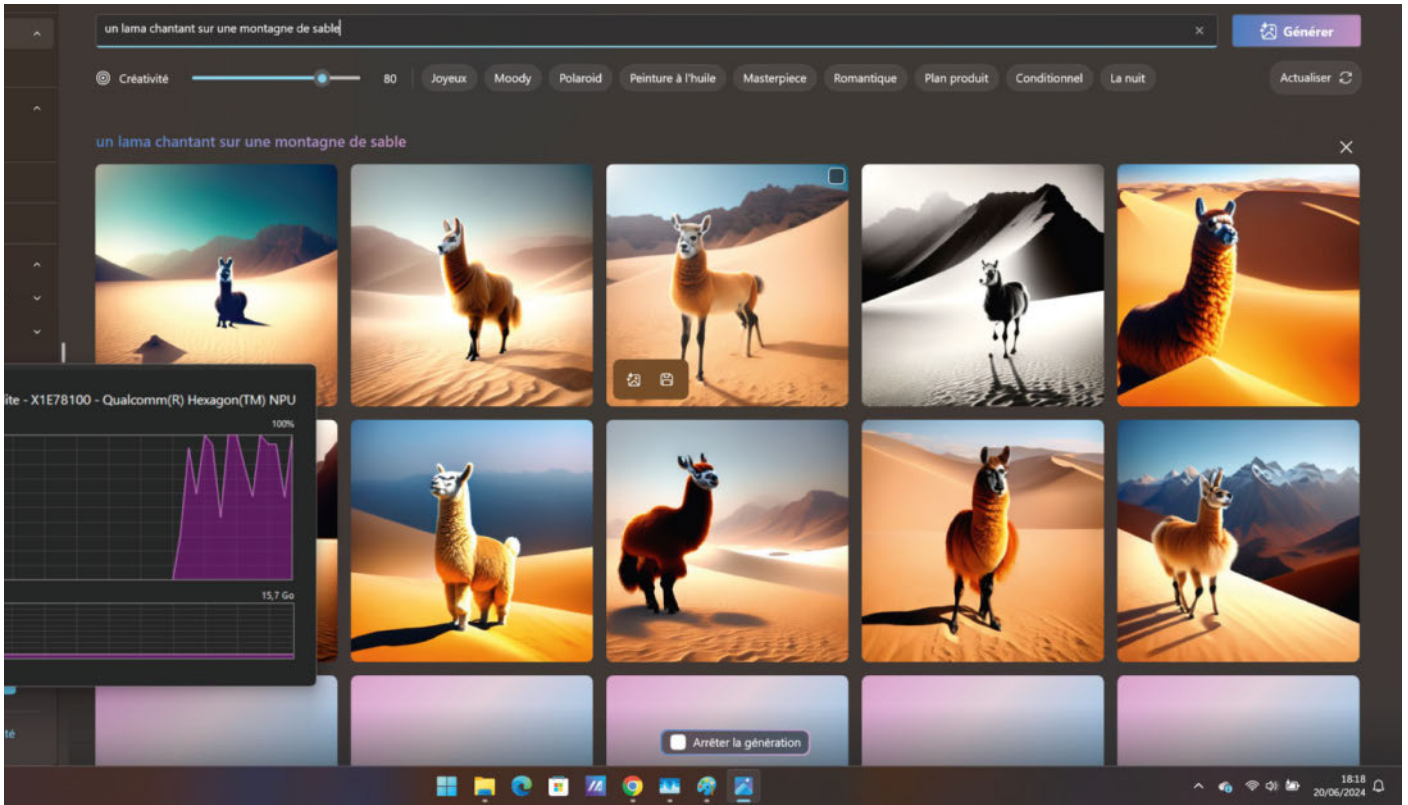 un lama chantant sur une montagne de sable
Générer
Créativité
80
Joyeux
Moody
Polaroid
Peinture à l'huile
Masterpiece
Romantique
Plan produit
Conditionnel
La nuit
Actualiser
un lama chantant sur une montagne de sable
ite - X1E78100 - Qualcomm(R) Hexagon(TM) NPU
100%
15,7 Go
té
Arrêter la génération
18:18
20/06/2024